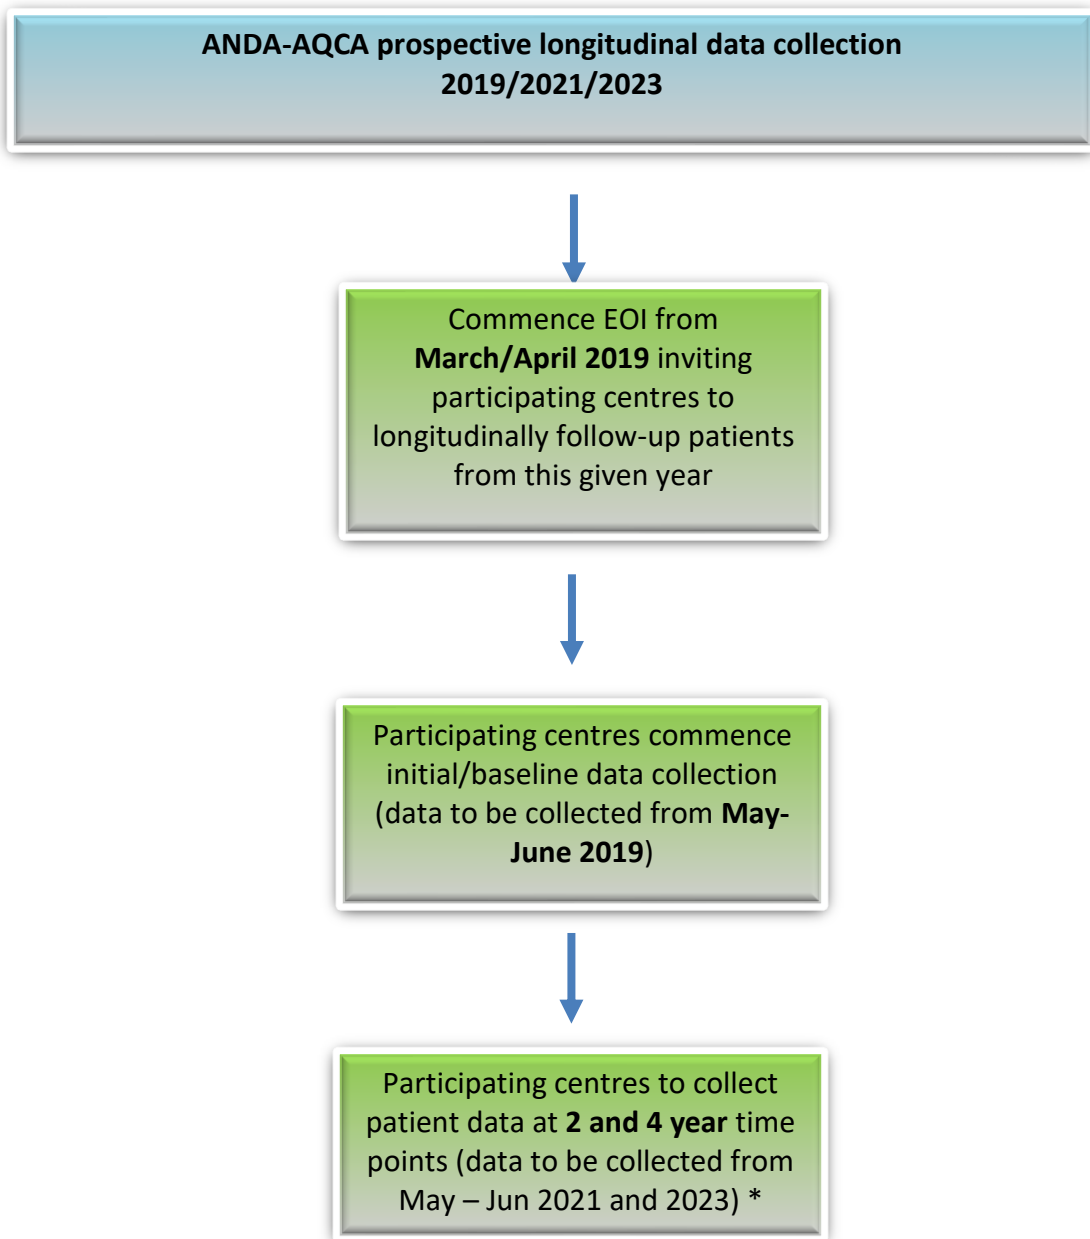 ANDA-AQCA prospective longitudinal data collection
2019/2021/2023
Commence EOI from
March/April 2019 inviting
participating centres to
longitudinally follow-up patients
from this given year
Participating centres commence
initial/baseline data collection
(data to be collected from May-
June 2019)
Participating centres to collect
patient data at 2 and 4 year time
points (data to be collected from
May – Jun 2021 and 2023) *